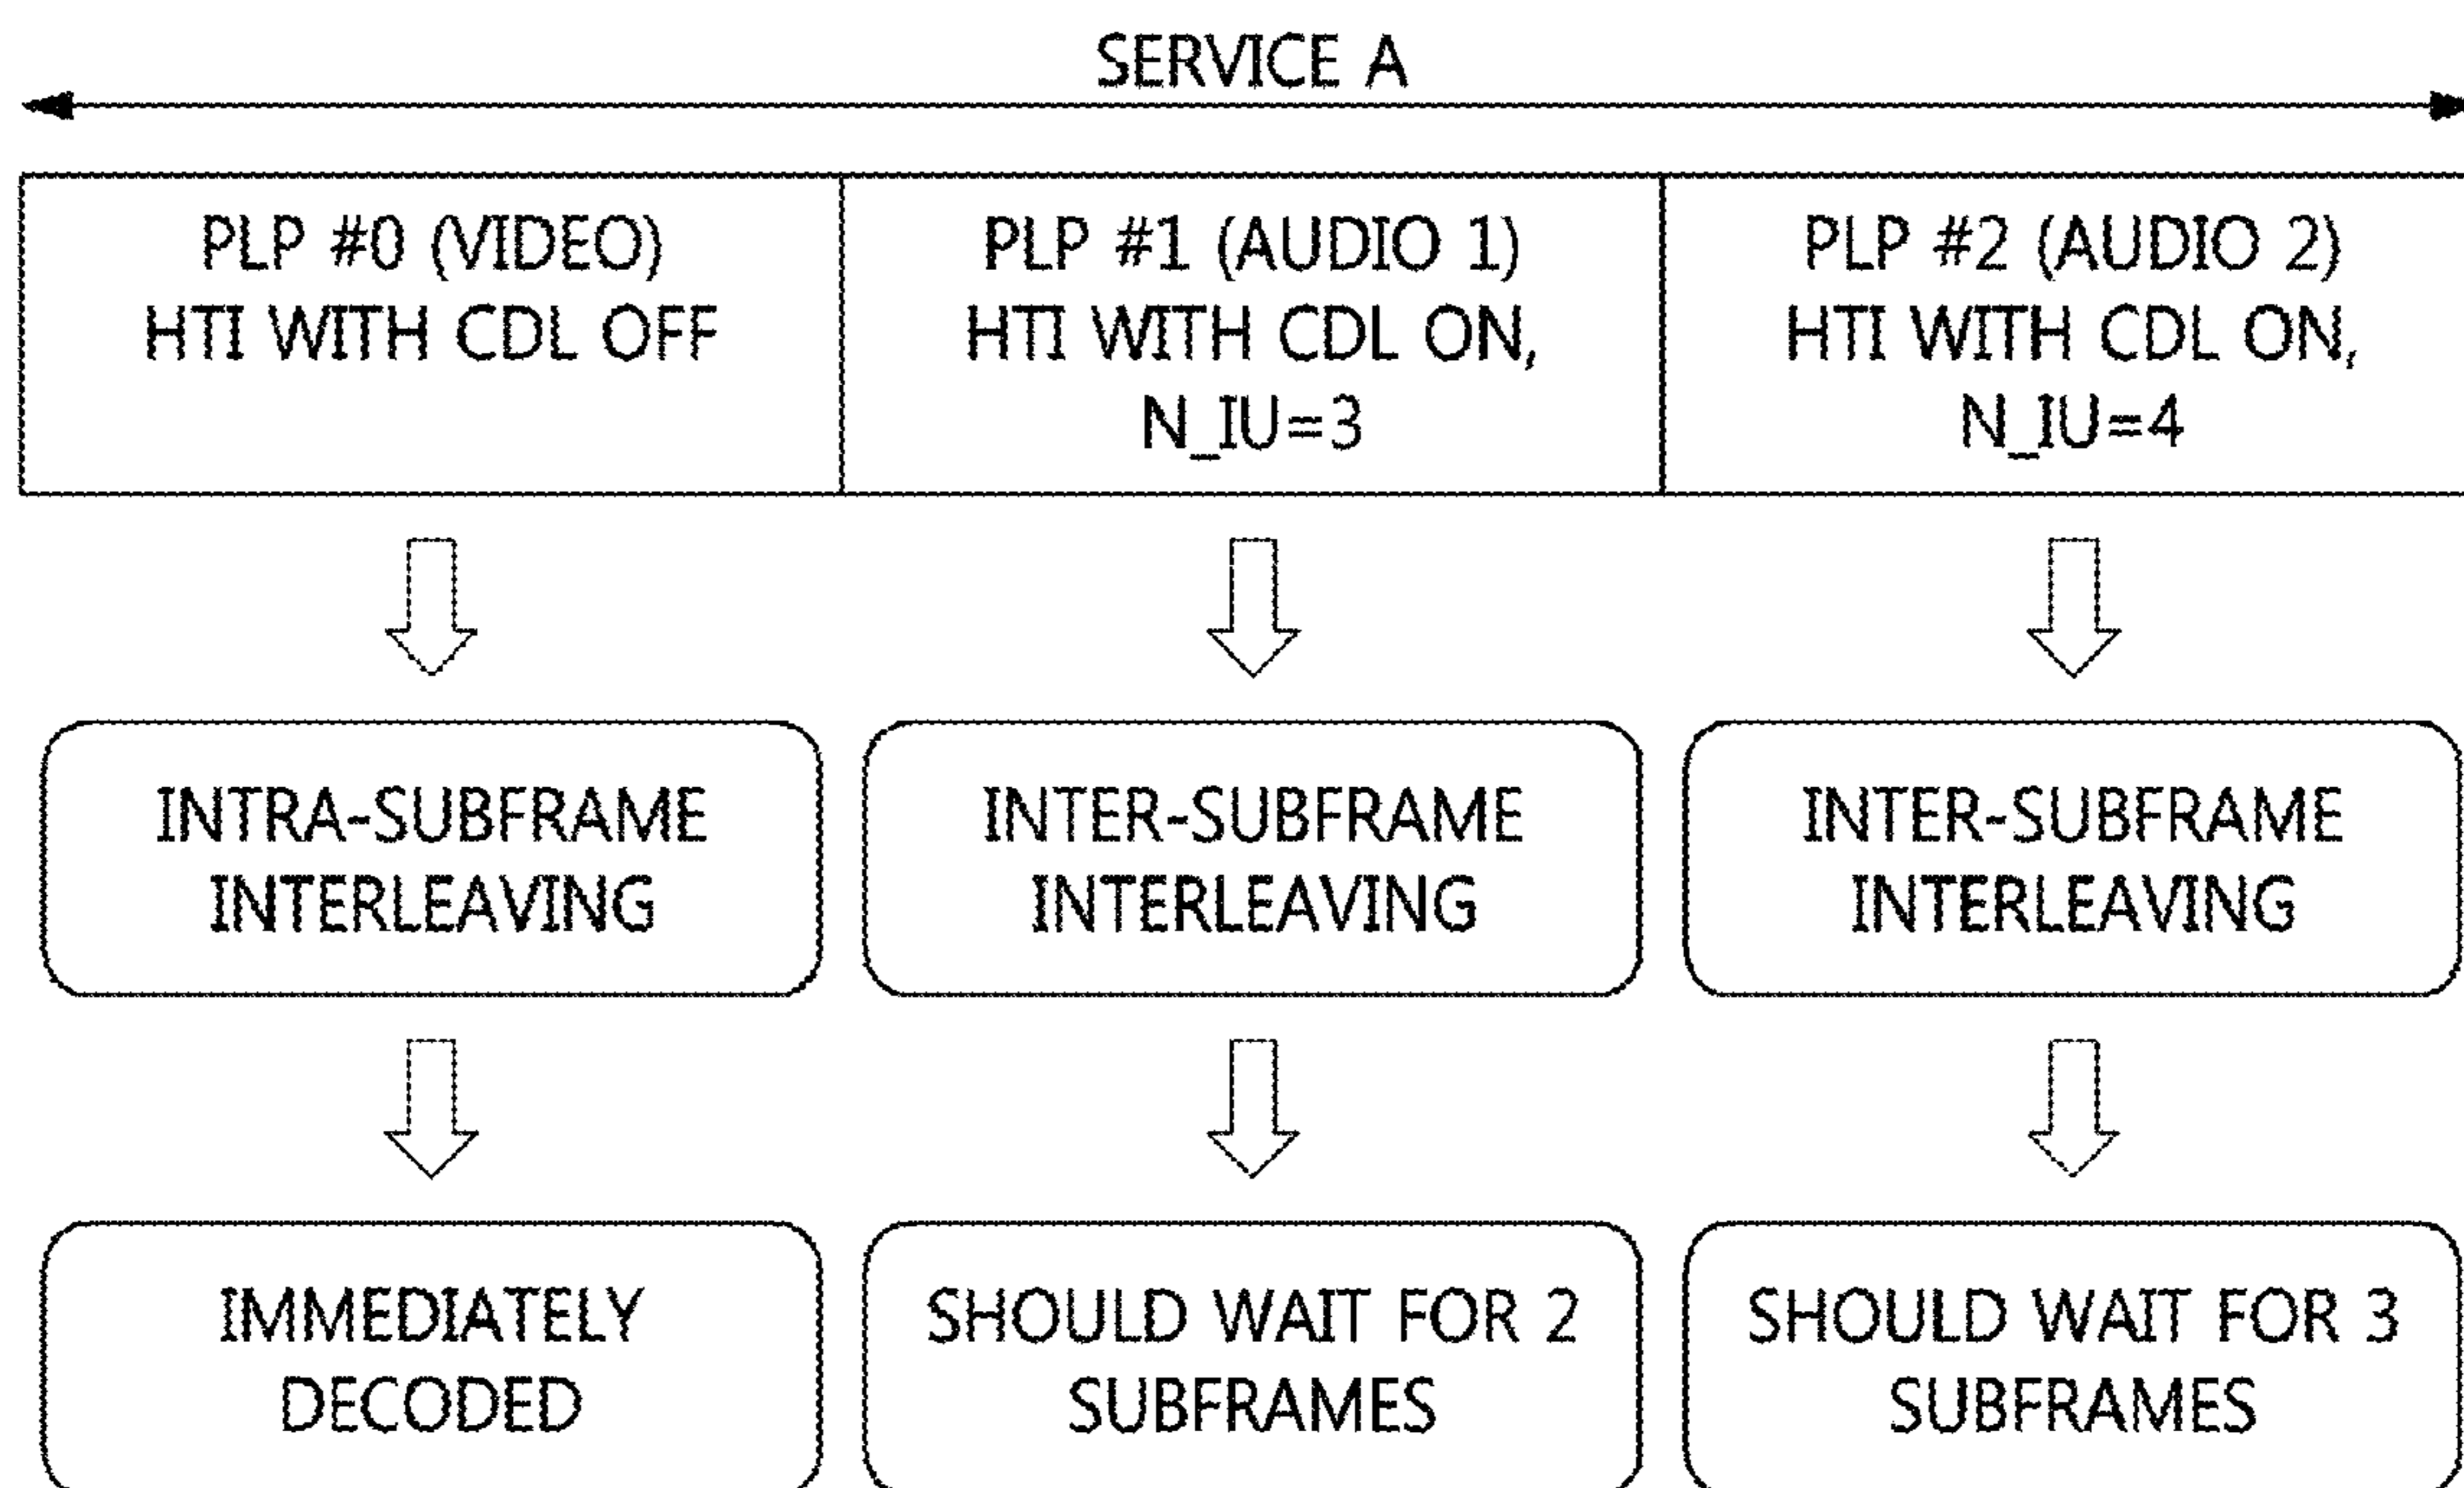 SERVICE A
PLP #0 (VIDEO)
HTI WITH CDL OFF
PLP #1 (AUDIO 1)
HTI WITH CDL ON,
N_IU=3
PLP #2 (AUDIO 2)
HTI WITH CDL ON,
N_IU=4
INTRA-SUBFRAME
INTERLEAVING
INTER-SUBFRAME
INTERLEAVING
INTER-SUBFRAME
INTERLEAVING
IMMEDIATELY
DECODED
SHOULD WAIT FOR 2
SUBFRAMES
SHOULD WAIT FOR 3
SUBFRAMES